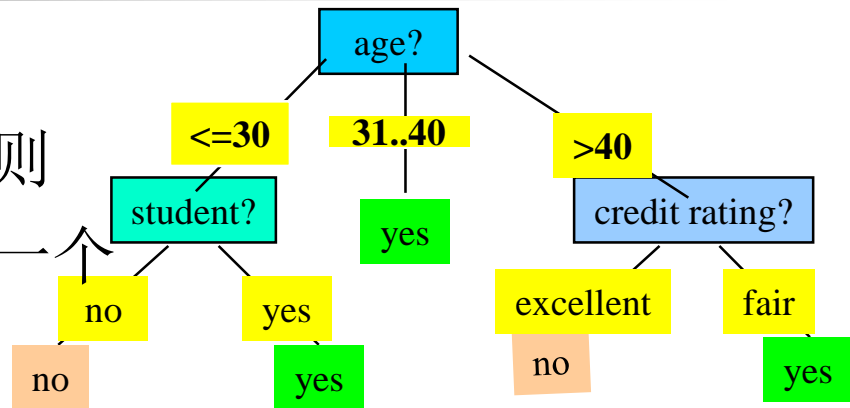 age?
<=30 31..40 >40
则
student? yes credit rating?
一个
no yes excellent fair
no yes no yes